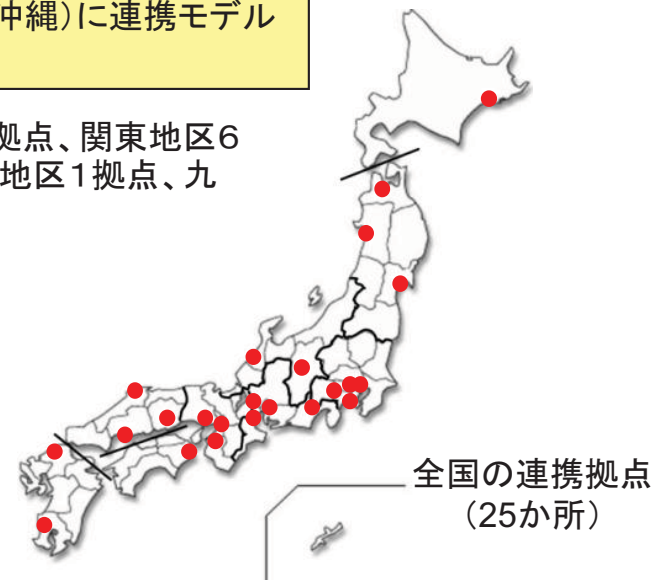 沖縄）に連携モデル
拠点、関東地区６
地区１拠点、九
全国の連携拠点
（25か所）